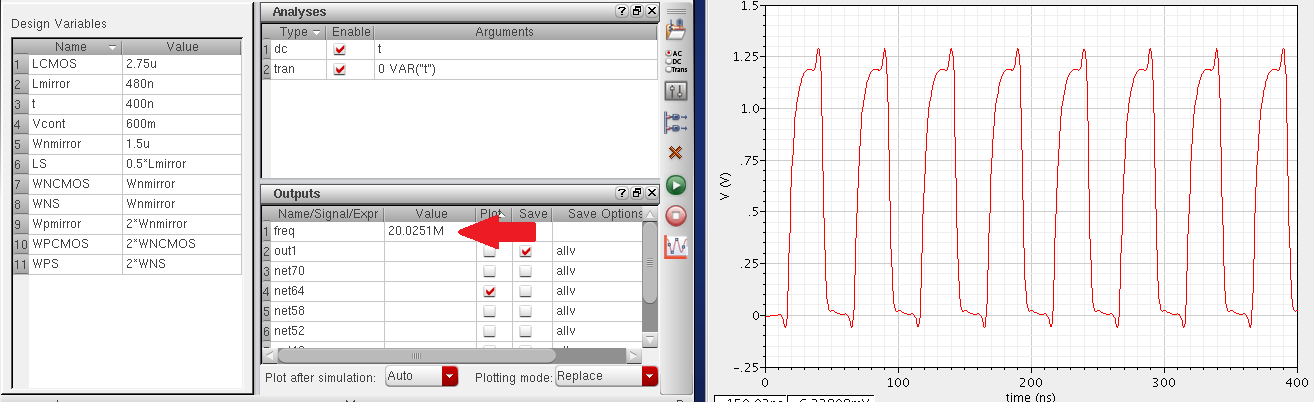 Design Variables
Name Value
1 LCMOS 2.75u
2 Lmirror 480n
3 t 400n
4 Vcont 600m
5 Wnmirror 1.5u
6 LS 0.5*Lmirror
7 WNCMOS Wnmirror
8 WNS Wnmirror
9 Wpmirror 2*Wnmirror
10 WPCMOS 2*WNCMOS
11 WPS 2*WNS
Analyses
Type Enable Arguments
1 dc t
2 tran 0 VAR("t")
Outputs
Name/Signal/Expr Value Plot Save Save Options
1 freq 20.0251M
2 out1 allv
3 net70 allv
4 net64 allv
5 net58 allv
6 net52 allv
Plot after simulation: Auto Plotting mode: Replace
AC
DC
Trans
1.5
1.25
1.0
.75
.5
.25
0
-.25
V (V)
0 100 200 300 400
time (ns)